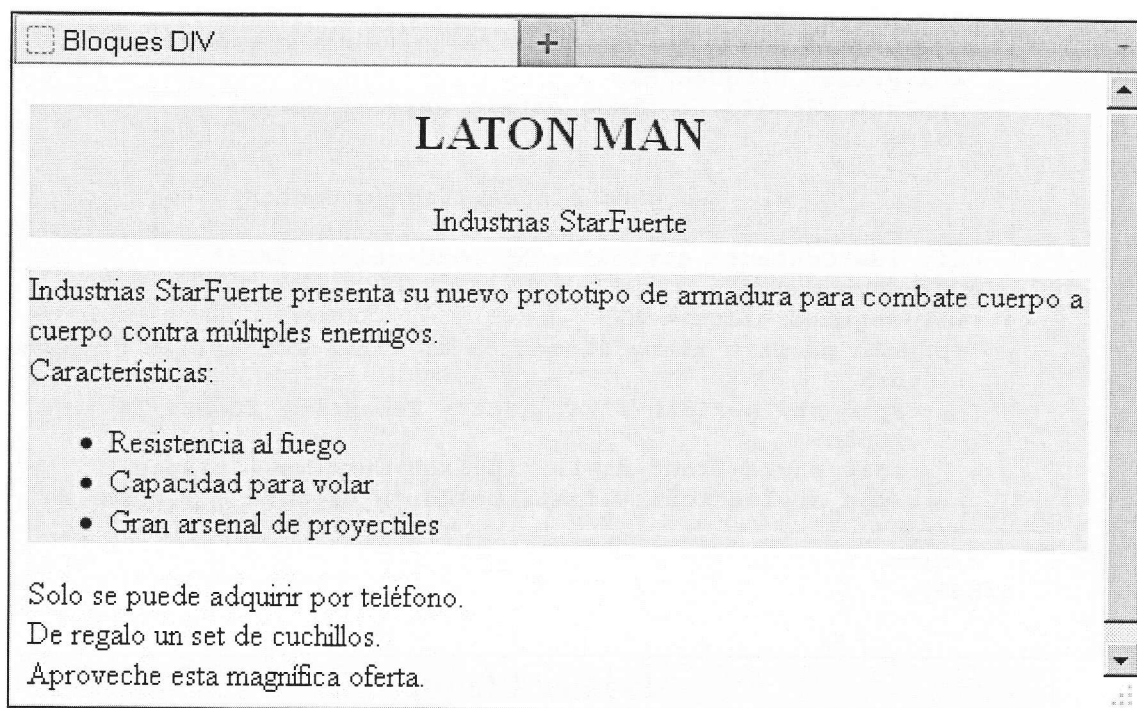 Bloques DIV
LATON MAN
Industrias StarFuerte
Industrias StarFuerte presenta su nuevo prototipo de armadura para combate cuerpo a
cuerpo contra múltiples enemigos.
Características:
• Resistencia al fuego
• Capacidad para volar
• Gran arsenal de proyectiles
Solo se puede adquirir por teléfono.
De regalo un set de cuchillos.
Aproveche esta magnífica oferta.